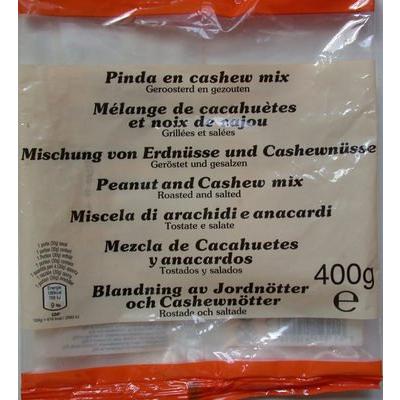 Pinda en cashew mix
Geroosterd en gezouten
Mélange de cacahuètes
et noix de cajou
Grillées et salées
Mischung von Erdnüsse und Cashewnüsse
Geröstet und gesalzen
Peanut and Cashew mix
Roasted and salted
Miscela di arachidi e anacardi
Tostate e salate
Mezcla de Cacahuetes
y anacardos
Tostados y salados
400g
Blandning av Jordnötter
och Cashewnötter
Rostade och saltade
e